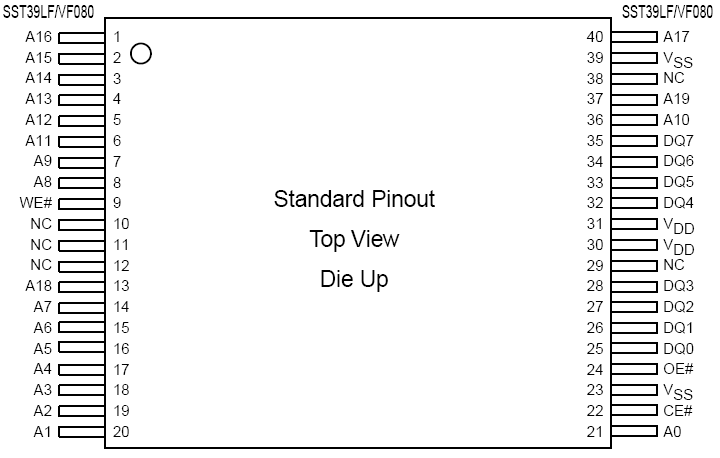 SST39LF/VF080 SST39LF/VF080
A16 1 40 A17
A15 2 39 VSS
A14 3 38 NC
A13 4 37 A19
A12 5 36 A10
A11 6 35 DQ7
A9 7 34 DQ6
A8 8 33 DQ5
WE# 9 32 DQ4
NC 10 31 VDD
NC 11 30 VDD
NC 12 29 NC
A18 13 28 DQ3
A7 14 27 DQ2
A6 15 26 DQ1
A5 16 25 DQ0
A4 17 24 OE#
A3 18 23 VSS
A2 19 22 CE#
A1 20 21 A0
Standard Pinout
Top View
Die Up